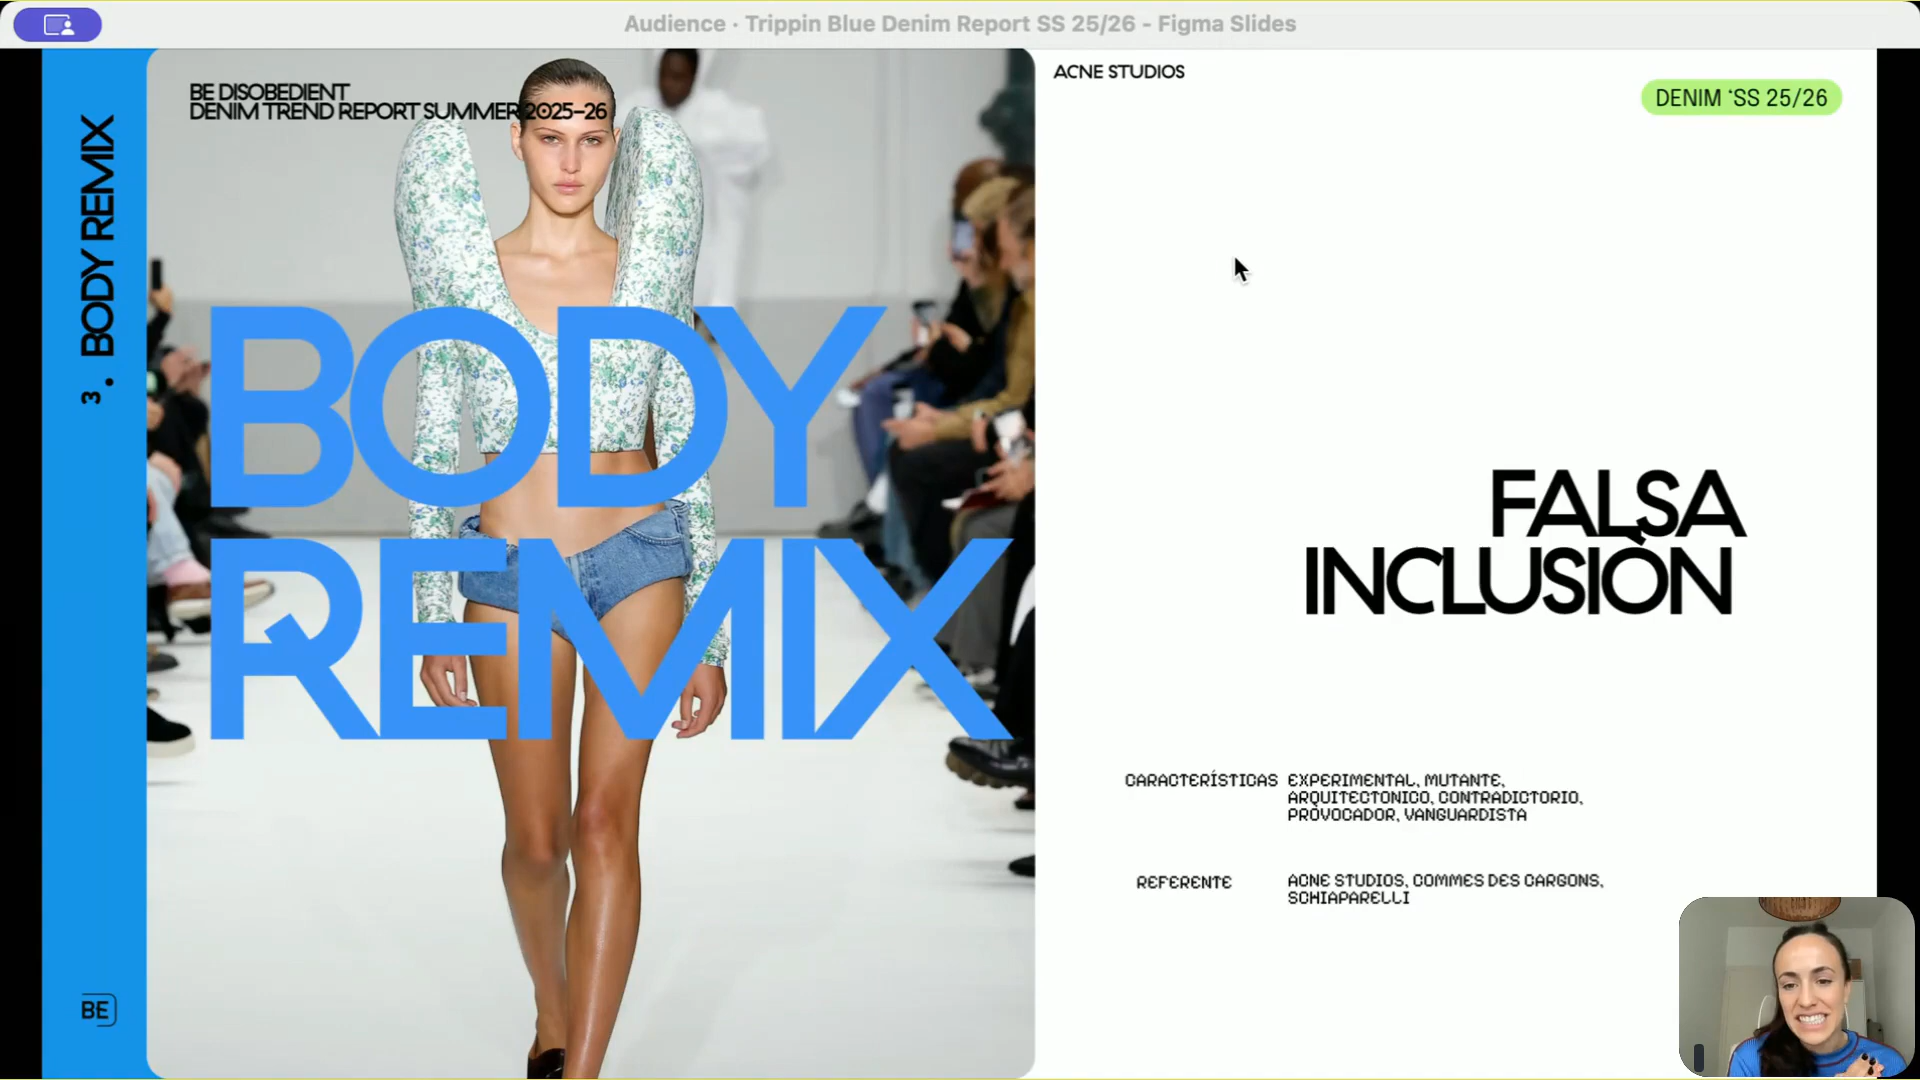 Audience · Trippin Blue Denim Report SS 25/26 - Figma Slides
3. BODY REMIX
BE
BE DISOBEDIENT
DENIM TREND REPORT SUMMER 2025-26
BODY
REMIX
ACNE STUDIOS
DENIM ‘SS 25/26
FALSA
INCLUSIÓN
CARACTERÍSTICAS EXPERIMENTAL, MUTANTE,
ARQUITECTONICO, CONTRADICTORIO,
PROVOCADOR, VANGUARDISTA
REFERENTE ACNE STUDIOS, COMMES DES GARGONS,
SCHIAPARELLI